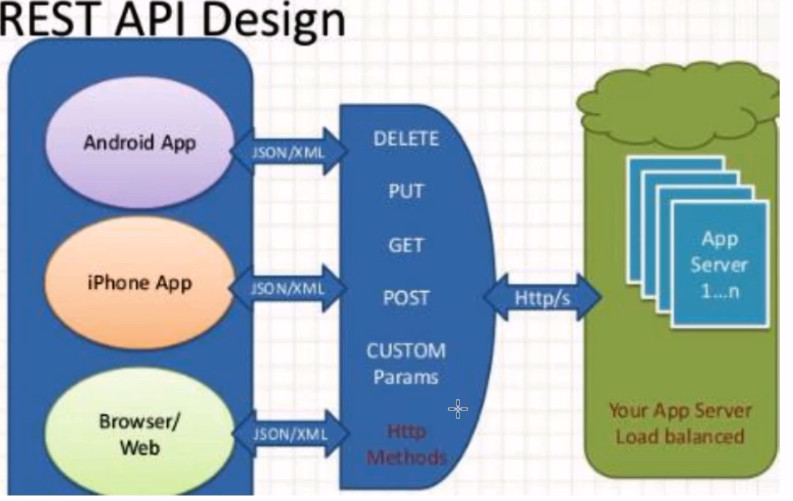 REST API Design
Android App
JSON/XML
iPhone App
JSON/XML
Browser/
Web
JSON/XML
DELETE
PUT
GET
POST
CUSTOM
Params
Http
Methods
Http/s
App
Server
1...n
Your App Server
Load balanced